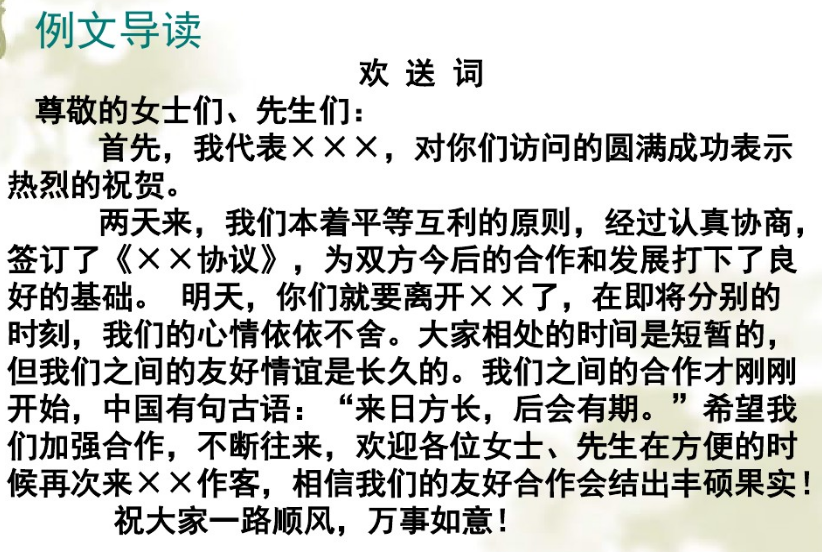 例文导读
欢 送 词
尊敬的女士们、先生们：
首先，我代表×××，对你们访问的圆满成功表示
热烈的祝贺。
两天来，我们本着平等互利的原则，经过认真协商，
签订了《××协议》，为双方今后的合作和发展打下了良
好的基础。 明天，你们就要离开××了，在即将分别的
时刻，我们的心情依依不舍。大家相处的时间是短暂的，
但我们之间的友好情谊是长久的。我们之间的合作才刚刚
开始，中国有句古语：“来日方长，后会有期。”希望我
们加强合作，不断往来，欢迎各位女士、先生在方便的时
候再次来××作客，相信我们的友好合作会结出丰硕果实！
祝大家一路顺风，万事如意！